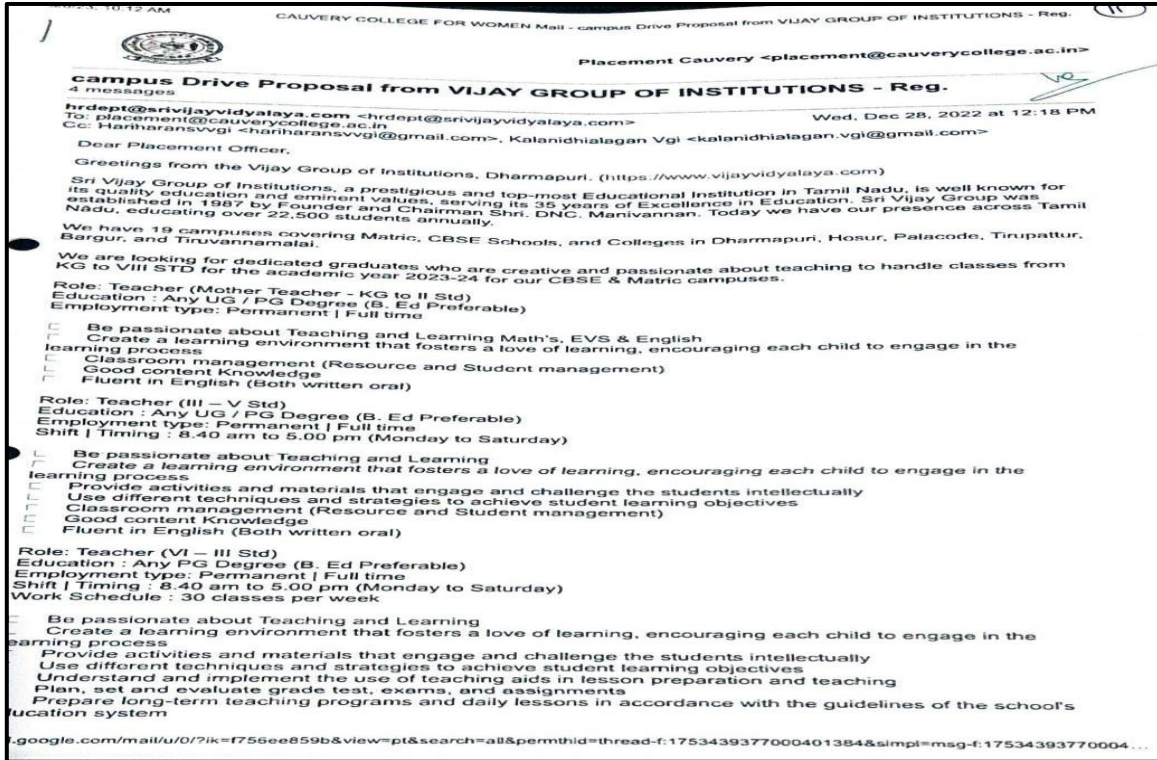 10:12 AM
CAUVERY COLLEGE FOR WOMEN Mail - campus Drive Proposal from VIJAY GROUP OF INSTITUTIONS - Reg.
Placement Cauvery <placement@cauverycollege.ac.in>
campus Drive Proposal from VIJAY GROUP OF INSTITUTIONS - Reg.
4 messages
hrdept@srivijayvidyalaya.com <hrdept@srivijayvidyalaya.com> Wed, Dec 28, 2022 at 12:18 PM
To: placement@cauverycollege.ac.in
Cc: Hariharansvvgi <hariharansvvgi@gmail.com>, Kalanidhialagan Vgi <kalanidhialagan.vgi@gmail.com>
Dear Placement Officer,
Greetings from the Vijay Group of Institutions, Dharmapuri. (https://www.vijayvidyalaya.com)
Sri Vijay Group of Institutions, a prestigious and top-most Educational Institution in Tamil Nadu, is well known for
its quality education and eminent values, serving its 35 years of Excellence in Education. Sri Vijay Group was
established in 1987 by Founder and Chairman Shri. DNC. Manivannan. Today we have our presence across Tamil
Nadu, educating over 22,500 students annually.
We have 19 campuses covering Matric, CBSE Schools, and Colleges in Dharmapuri, Hosur, Palacode, Tirupattur,
Bargur, and Tiruvannamalai.
We are looking for dedicated graduates who are creative and passionate about teaching to handle classes from
KG to VIII STD for the academic year 2023-24 for our CBSE & Matric campuses.
Role: Teacher (Mother Teacher - KG to II Std)
Education : Any UG / PG Degree (B. Ed Preferable)
Employment type: Permanent | Full time
Be passionate about Teaching and Learning Math's, EVS & English
Create a learning environment that fosters a love of learning, encouraging each child to engage in the
learning process
Classroom management (Resource and Student management)
Good content Knowledge
Fluent in English (Both written oral)
Role: Teacher (III – V Std)
Education : Any UG / PG Degree (B. Ed Preferable)
Employment type: Permanent | Full time
Shift | Timing : 8.40 am to 5.00 pm (Monday to Saturday)
Be passionate about Teaching and Learning
Create a learning environment that fosters a love of learning, encouraging each child to engage in the
learning process
Provide activities and materials that engage and challenge the students intellectually
Use different techniques and strategies to achieve student learning objectives
Classroom management (Resource and Student management)
Good content Knowledge
Fluent in English (Both written oral)
Role: Teacher (VI – III Std)
Education : Any PG Degree (B. Ed Preferable)
Employment type: Permanent | Full time
Shift | Timing : 8.40 am to 5.00 pm (Monday to Saturday)
Work Schedule : 30 classes per week
Be passionate about Teaching and Learning
Create a learning environment that fosters a love of learning, encouraging each child to engage in the
earning process
Provide activities and materials that engage and challenge the students intellectually
Use different techniques and strategies to achieve student learning objectives
Understand and implement the use of teaching aids in lesson preparation and teaching
Plan, set and evaluate grade test, exams, and assignments
Prepare long-term teaching programs and daily lessons in accordance with the guidelines of the school's
lucation system
l.google.com/mail/u/0/?ik=f756ee859b&view=pt&search=all&permthid=thread-f:1753439377000401384&simpl=msg-f:17534393770004...